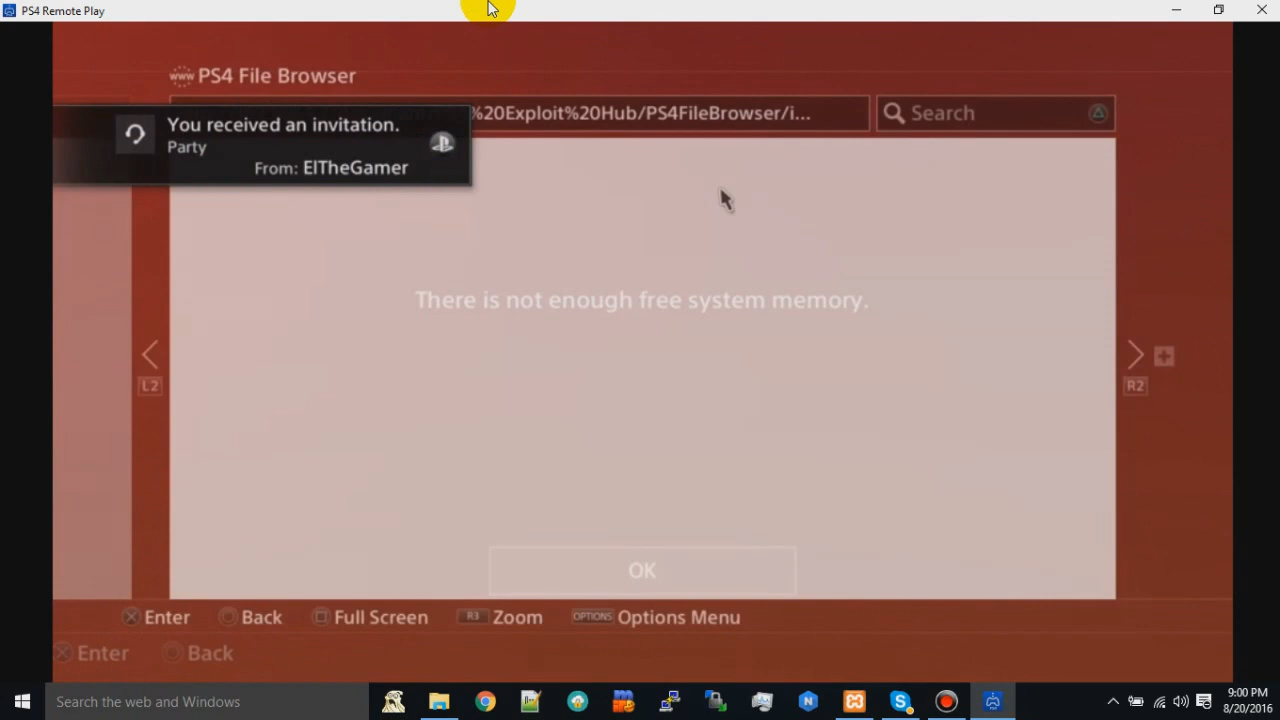 PS4 Remote Play
www PS4 File Browser
%20Exploit%20Hub/PS4FileBrowser/i...
Search
You received an invitation.
Party
From: ElTheGamer
There is not enough free system memory.
L2
R2
OK
Enter Back Full Screen R3 Zoom OPTIONS Options Menu
Enter Back
Search the web and Windows
9:00 PM
8/20/2016